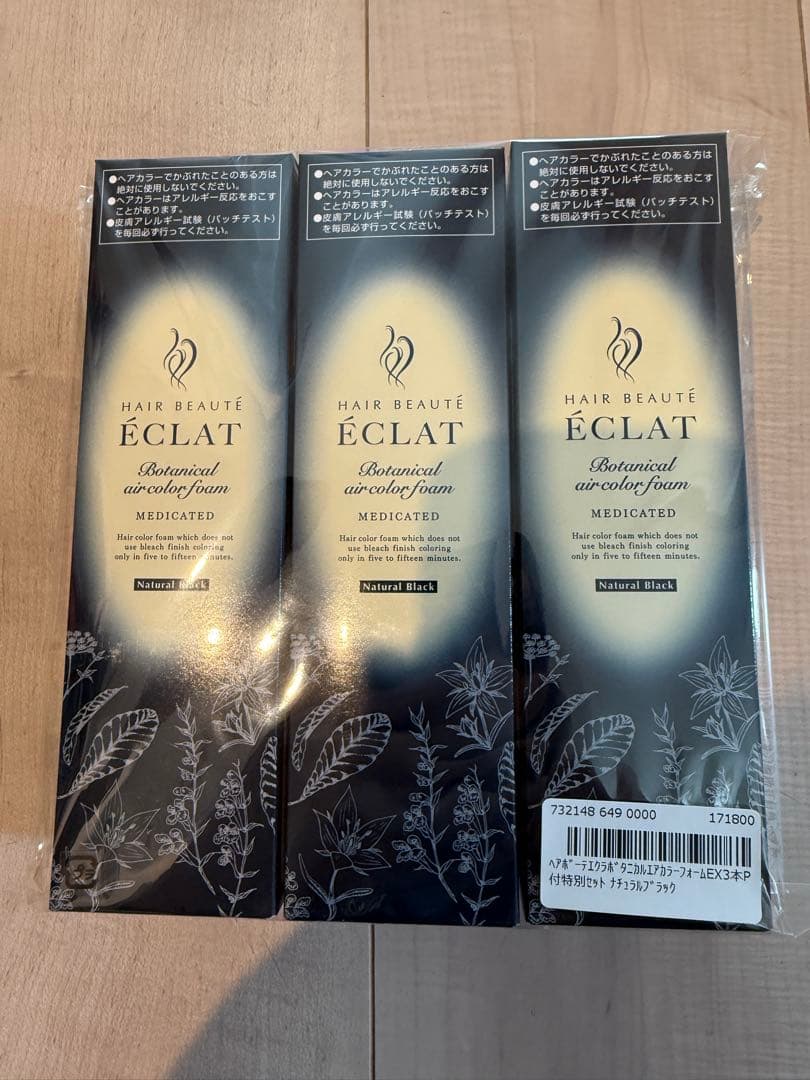 ●ヘアカラーでかぶれたことのある方は
絶対に使用しないでください。
●ヘアカラーはアレルギー反応をおこす
ことがあります。
●皮膚アレルギー試験（パッチテスト）
を毎回必ず行ってください。
HAIR BEAUTÉ
ÉCLAT
Botanical
air color foam
MEDICATED
Hair color foam which does not
use bleach finish coloring
only in five to fifteen minutes.
Natural Black
プラ
●ヘアカラーでかぶれたことのある方は
絶対に使用しないでください。
●ヘアカラーはアレルギー反応をおこす
ことがあります。
●皮膚アレルギー試験（パッチテスト）
を毎回必ず行ってください。
HAIR BEAUTÉ
ÉCLAT
Botanical
air color foam
MEDICATED
Hair color foam which does not
use bleach finish coloring
only in five to fifteen minutes.
Natural Black
●ヘアカラーでかぶれたことのある方は
絶対に使用しないでください。
●ヘアカラーはアレルギー反応をおこす
ことがあります。
●皮膚アレルギー試験（パッチテスト）
を毎回必ず行ってください。
HAIR BEAUTÉ
ÉCLAT
Botanical
air color foam
MEDICATED
Hair color foam which does not
use bleach finish coloring
only in five to fifteen minutes.
Natural Black
732148 649 0000 171800
ﾍｱﾎﾞｰﾃｴｸﾗﾎﾞﾀﾆｶﾙｴｱｶﾗｰﾌｫｰﾑEX3本P
付特別ｾｯﾄ ﾅﾁｭﾗﾙﾌﾞﾗｯｸ